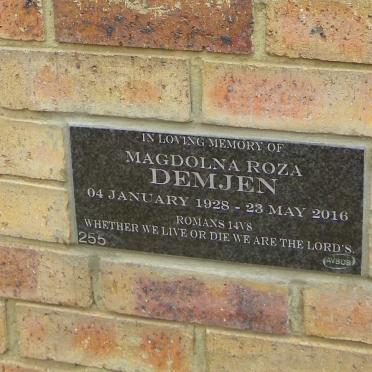 IN LOVING MEMORY OF
MAGDOLNA ROZA
DEMJEN
04 JANUARY 1928 - 23 MAY 2016
ROMANS 14V8
WHETHER WE LIVE OR DIE WE ARE THE LORD'S.
255